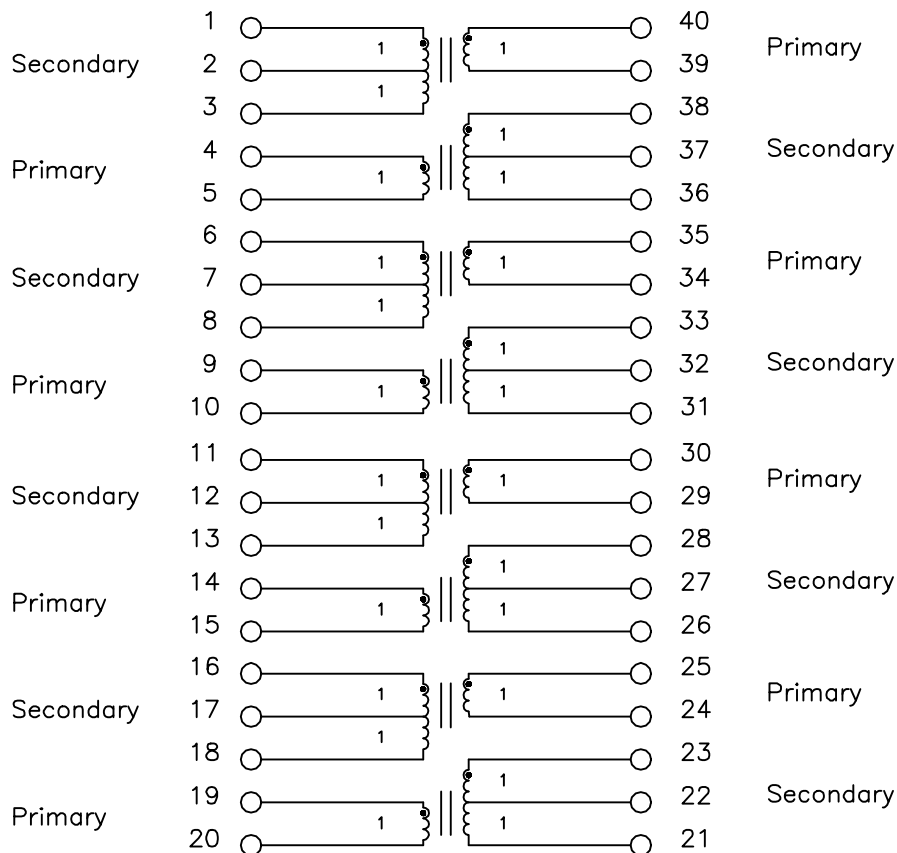 1 40
1 1 Primary
Secondary 2 39
1
3 38
1
4 37 Secondary
Primary 1 1
5 36
6 35
1 1 Primary
Secondary 7 34
1
8 33
1
9 32 Secondary
Primary 1 1
10 31
11 30
1 1 Primary
Secondary 12 29
1
13 28
1
14 27 Secondary
Primary 1 1
15 26
16 25
1 1 Primary
Secondary 17 24
1
18 23
1
19 22 Secondary
Primary 1 1
20 21